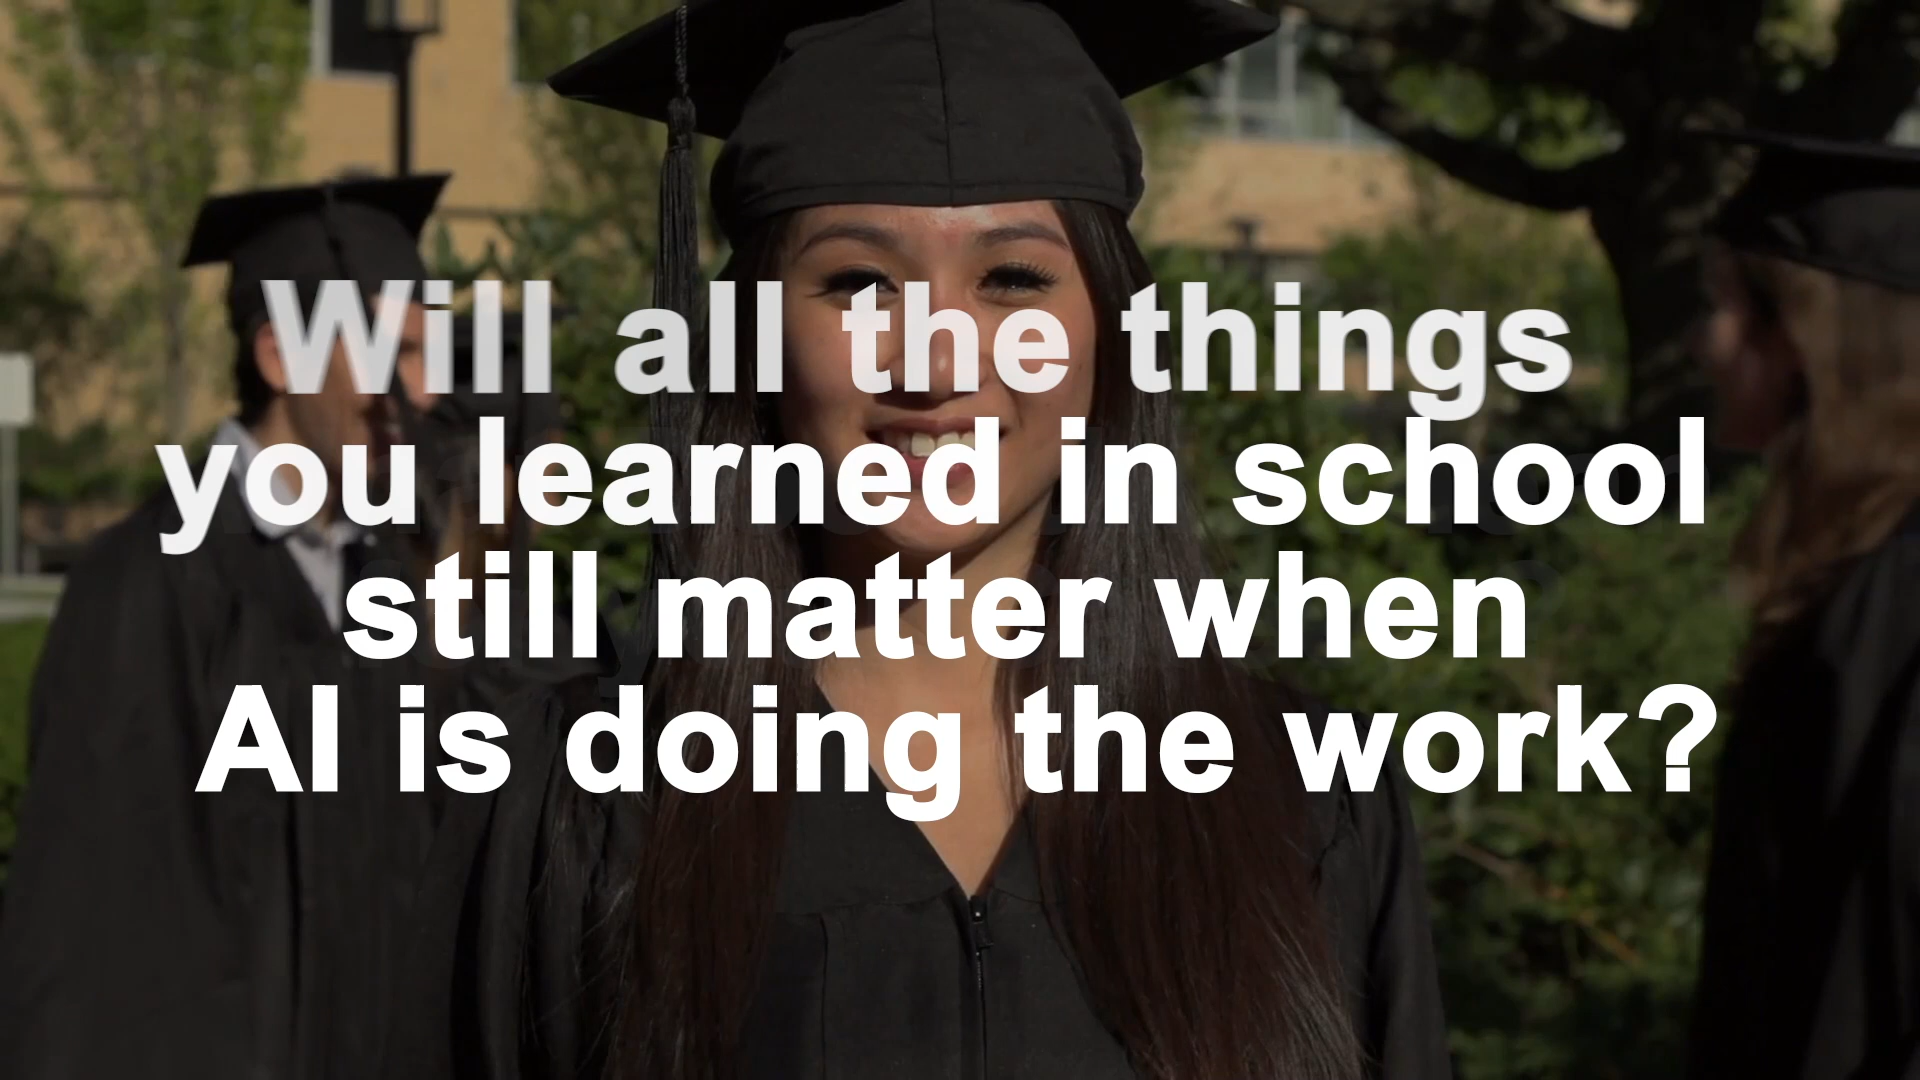 Will all the things
you learned in school
still matter when
AI is doing the work?